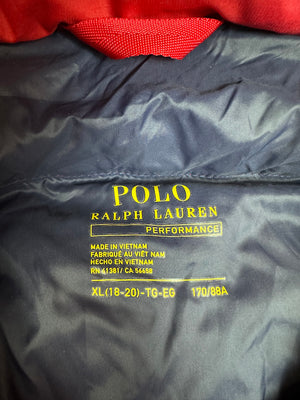 POLO
RALPH LAUREN
PERFORMANCE
MADE IN VIETNAM
FABRIQUÉ AU VIÊT NAM
HECHO EN VIETNAM
RN 41381/ CA 56658
XL(18-20)-TG-EG 170/88A